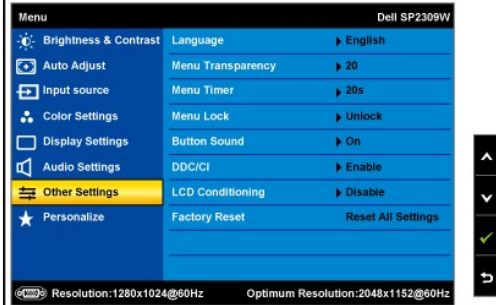 Menu Dell SP2309W
Brightness & Contrast Language English
Auto Adjust Menu Transparency 20
Input source Menu Timer 20s
Color Settings Menu Lock Unlock
Display Settings Button Sound On
Audio Settings DDC/CI Enable
Other Settings LCD Conditioning Disable
Personalize Factory Reset Reset All Settings
Resolution:1280x1024@60Hz Optimum Resolution:2048x1152@60Hz